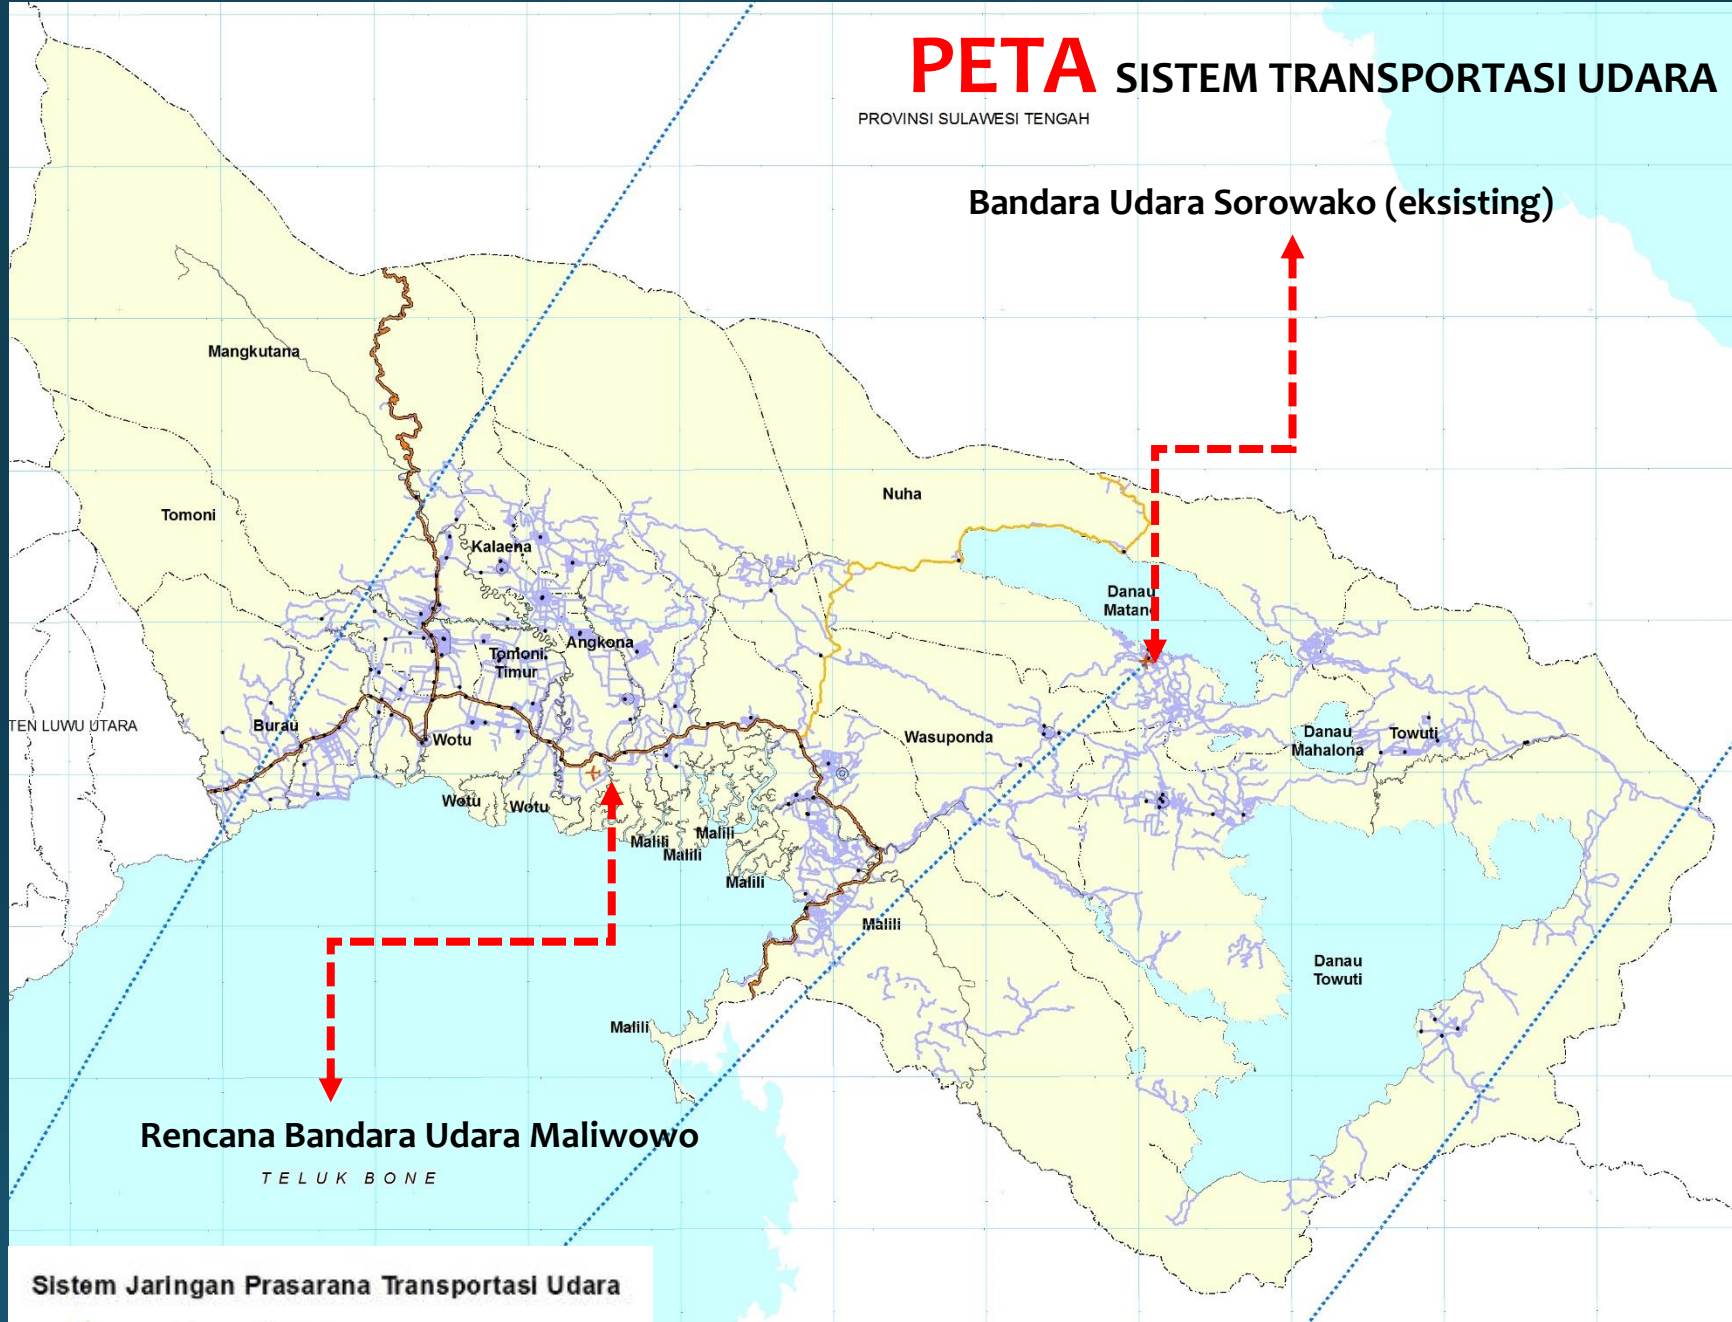 PETA SISTEM TRANSPORTASI UDARA
PROVINSI SULAWESI TENGAH
Bandara Udara Sorowako (eksisting)
Mangkutana
Nuha
Tomoni
Kalaena
Danau
Matano
Angkona
Tomoni
Timur
TEN LUWU UTARA
Burau
Wotu
Wasuponda
Danau
Mahalona
Towuti
Wotu
Wotu
Malili
Malili
Malili
Malili
Malili
Danau
Towuti
Malili
Rencana Bandara Udara Maliwowo
TELUK BONE
Sistem Jaringan Prasarana Transportasi Udara